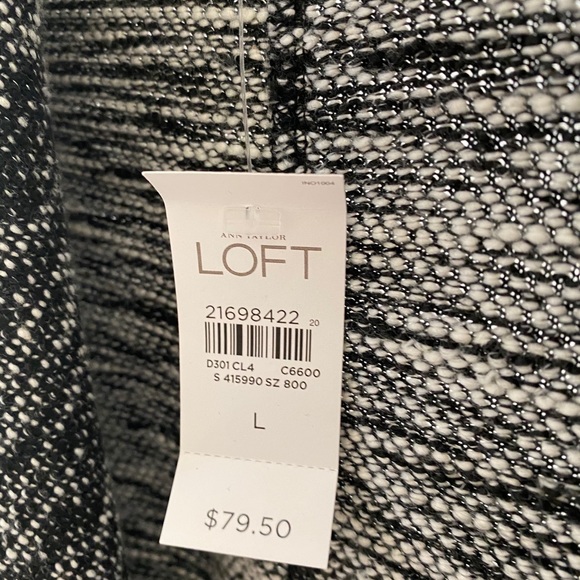 ANN TAYLOR
LOFT
21698422 20
D301 CL4 C6600
S 415990 SZ 800
L
$79.50